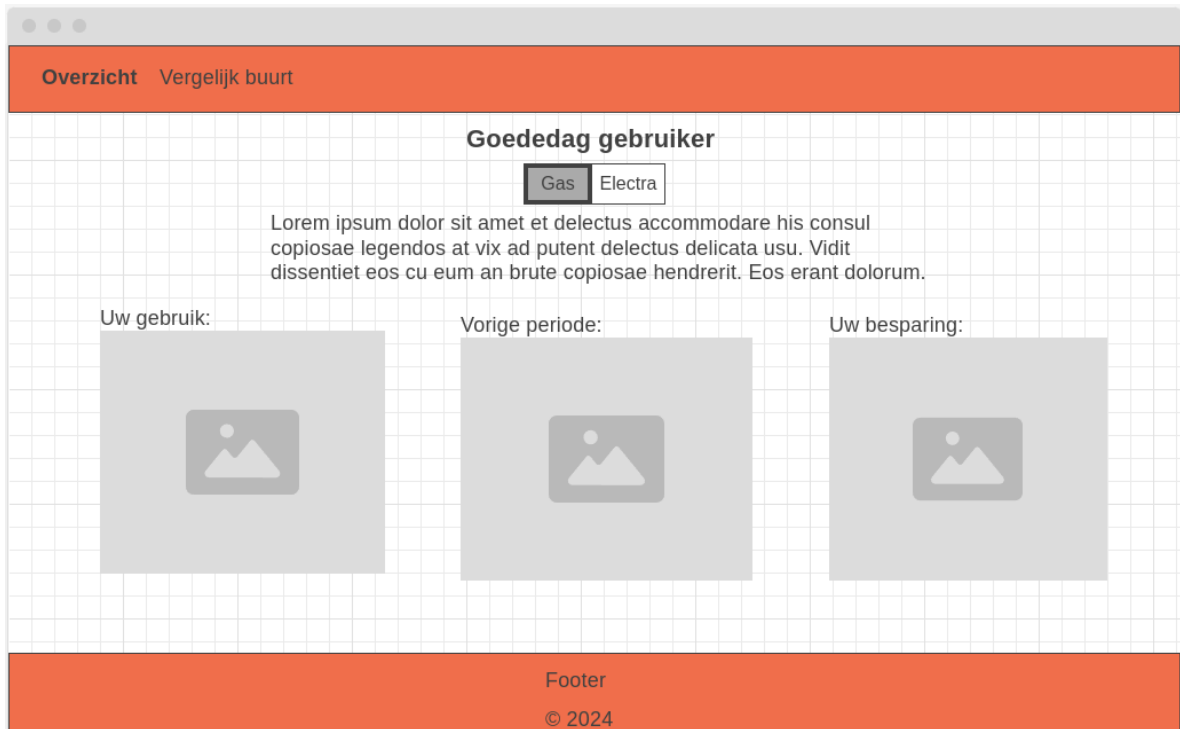 Overzicht Vergelijk buurt
Goededag gebruiker
Gas Electra
Lorem ipsum dolor sit amet et delectus accommodare his consul
copiosae legendos at vix ad putent delectus delicata usu. Vidit
dissentiet eos cu eum an brute copiosae hendrerit. Eos erant dolorum.
Uw gebruik:
Vorige periode:
Uw besparing:
Footer
© 2024